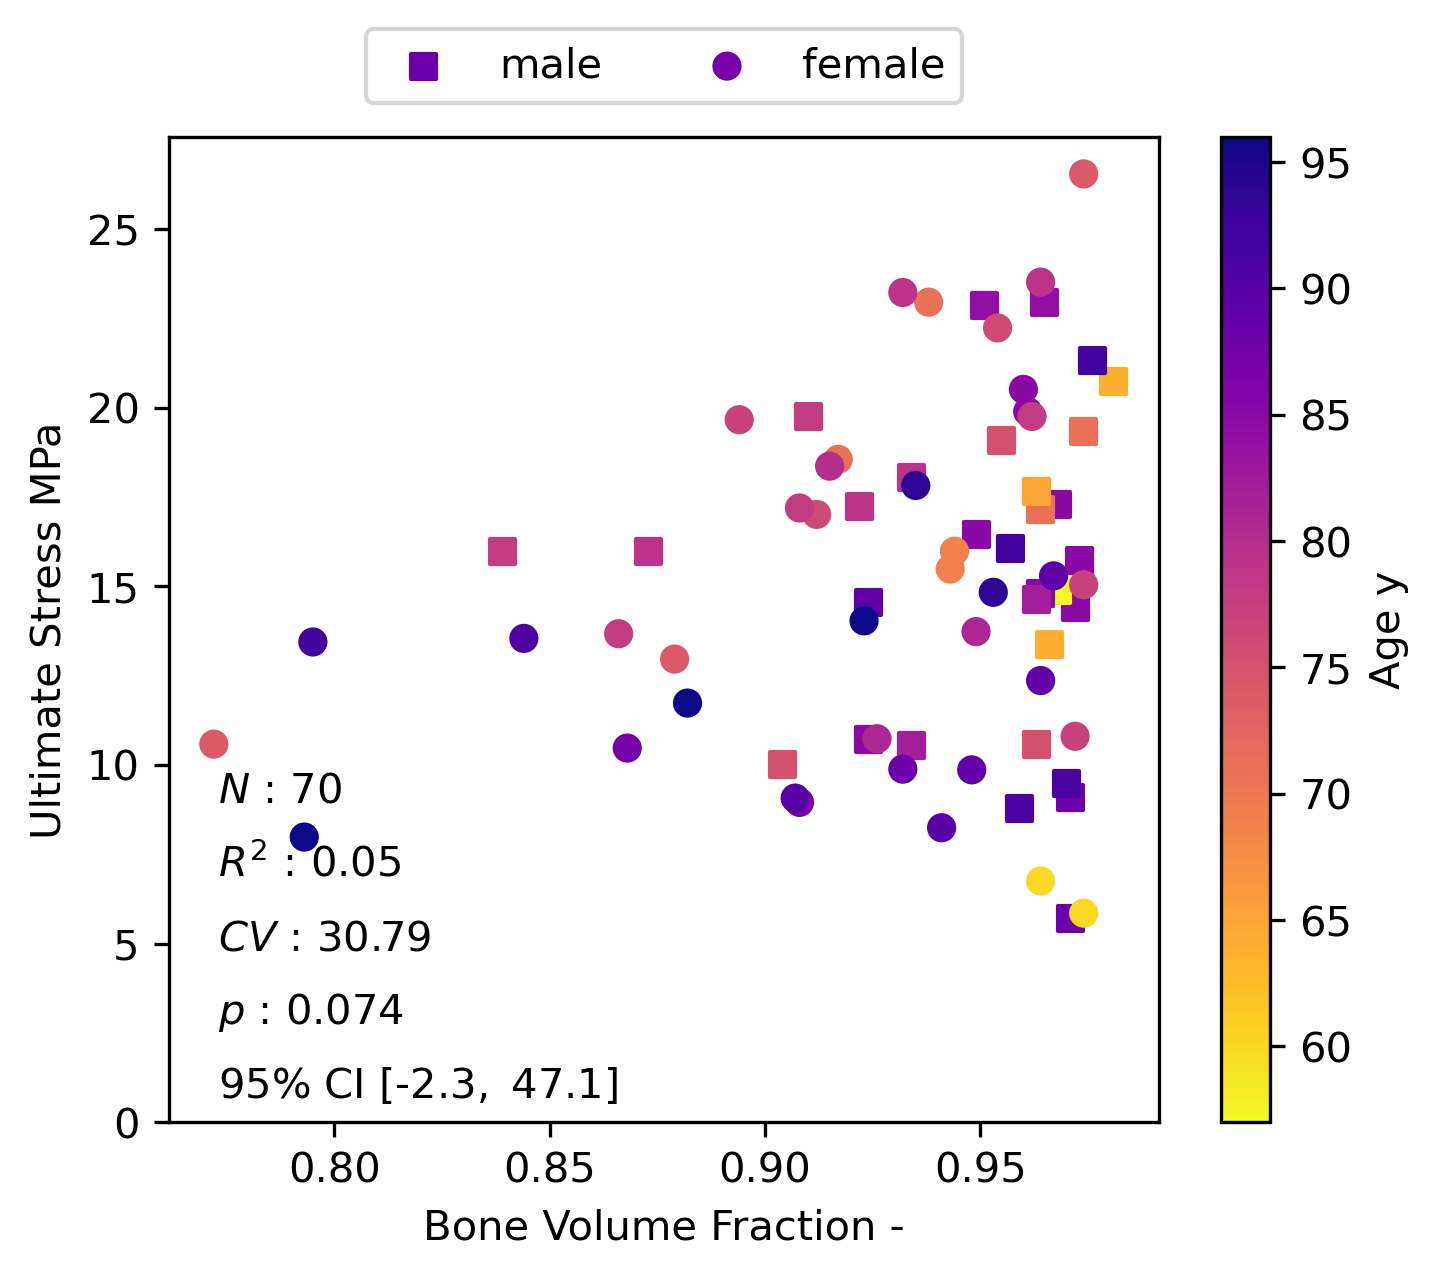 male female
25
20
15
10
5
0
Ultimate Stress MPa
N : 70
R² : 0.05
CV : 30.79
p : 0.074
95% CI [-2.3, 47.1]
0.80 0.85 0.90 0.95
Bone Volume Fraction -
95
90
85
80
75
70
65
60
Age y